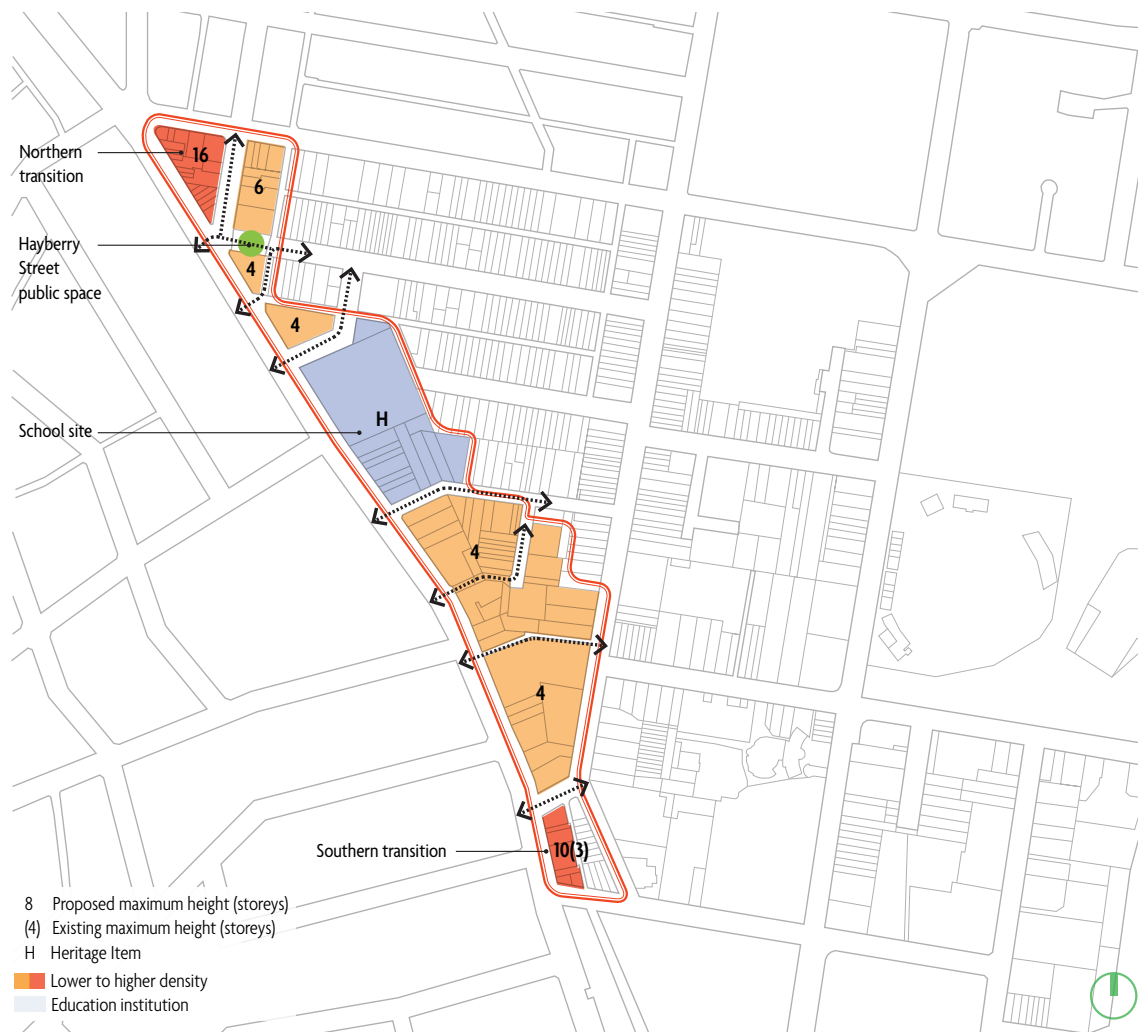 Northern
transition
16
6
Hayberry
Street
public space
4
4
School site
H
4
4
Southern transition
10(3)
8 Proposed maximum height (storeys)
(4) Existing maximum height (storeys)
H Heritage Item
Lower to higher density
Education institution